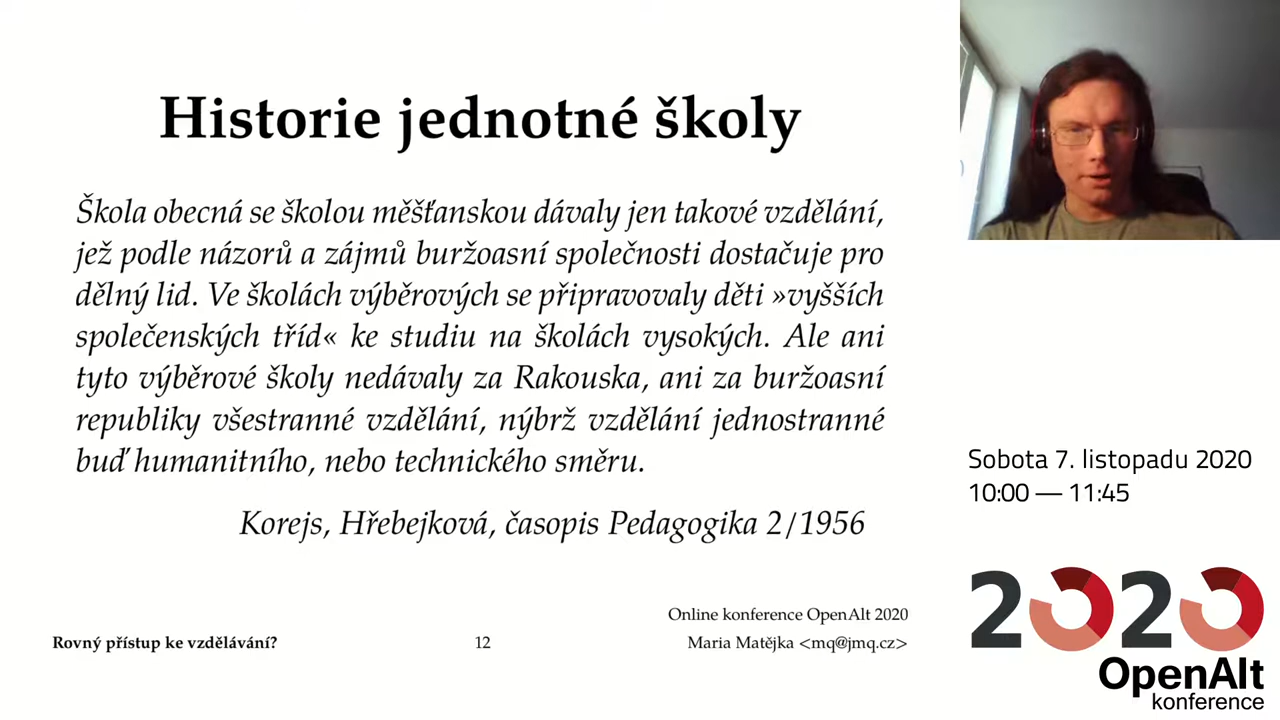 Historie jednotné školy
Škola obecná se školou měšťanskou dávaly jen takové vzdělání,
jež podle názorů a zájmů buržoasní společnosti dostačuje pro
dělný lid. Ve školách výběrových se připravovaly děti »vyšších
společenských tříd« ke studiu na školách vysokých. Ale ani
tyto výběrové školy nedávaly za Rakouska, ani za buržoasní
republiky všestranné vzdělání, nýbrž vzdělání jednostranné
buď humanitního, nebo technického směru.
Korejs, Hřebejková, časopis Pedagogika 2/1956
Online konference OpenAlt 2020
Rovný přístup ke vzdělávání? 12 Maria Matějka <mq@jmq.cz>
Sobota 7. listopadu 2020
10:00 — 11:45
2020
OpenAlt
konference